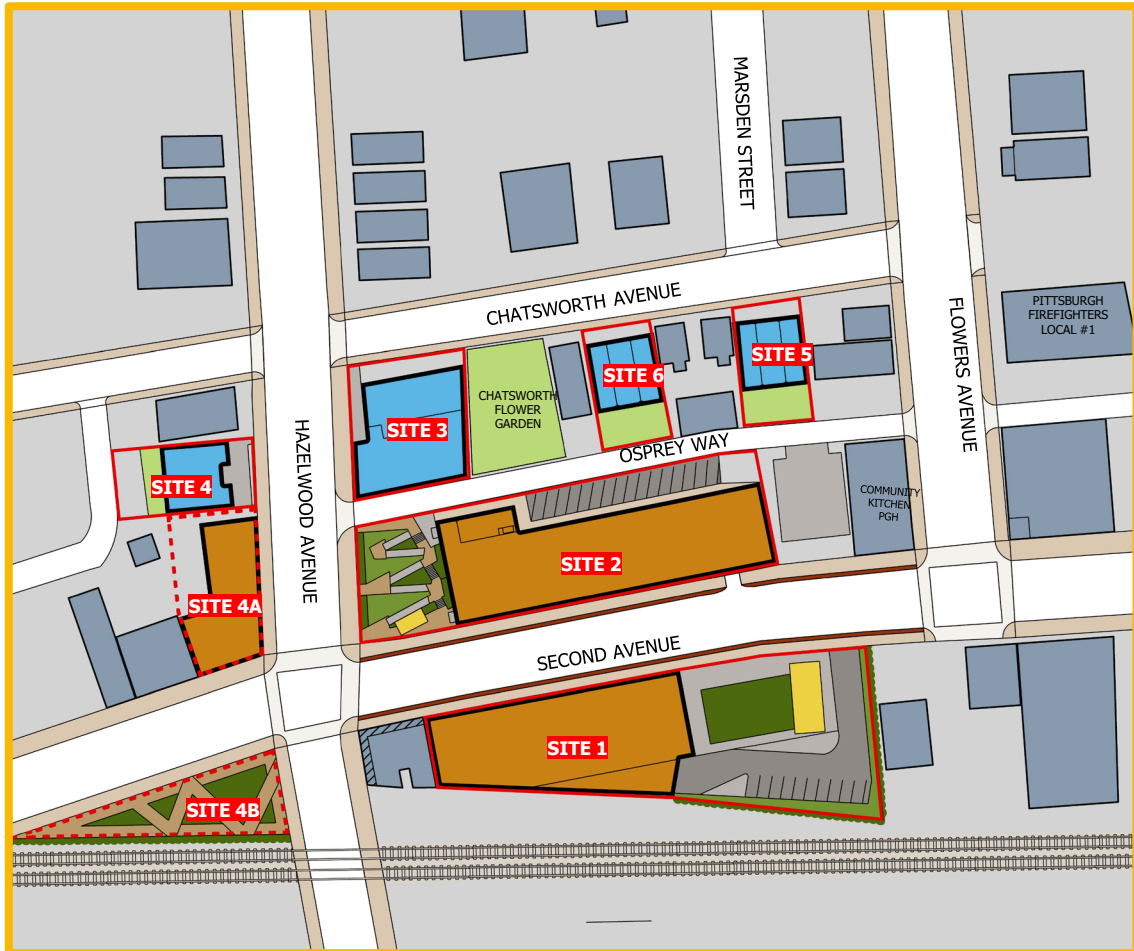 MARSDEN STREET
CHATSWORTH AVENUE
PITTSBURGH
FIREFIGHTERS
LOCAL #1
FLOWERS AVENUE
SITE 5
SITE 6
CHATSWORTH
FLOWER
GARDEN
SITE 3
HAZELWOOD AVENUE
OSPREY WAY
SITE 4
COMMUNITY
KITCHEN
PGH
SITE 2
SITE 4A
SECOND AVENUE
SITE 1
SITE 4B